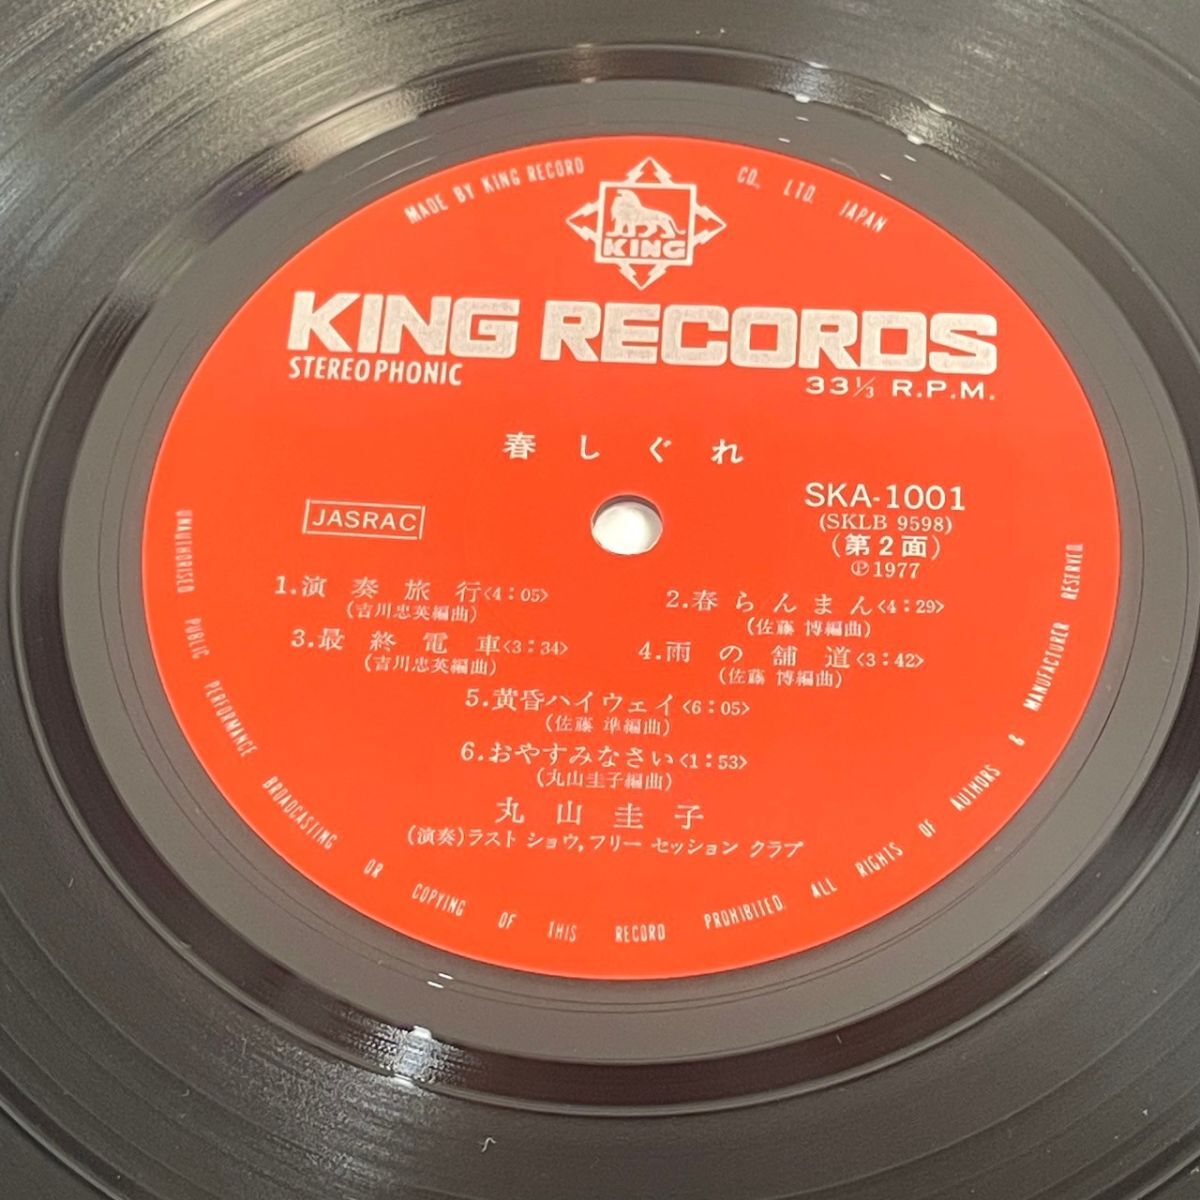 MADE BY KING RECORD CO., LTD. JAPAN
KING
KING RECORDS
STEREOPHONIC
33⅓ R.P.M.
春しぐれ
JASRAC
SKA-1001
(SKLB 9598)
(第2面)
℗1977
1.演奏旅行<4:05>
(吉川忠英編曲)
2.春らんまん<4:29>
(佐藤 博編曲)
3.最終電車<3:34>
(吉川忠英編曲)
4.雨の舗道<3:42>
(佐藤 博編曲)
5.黄昏ハイウェイ<6:05>
(佐藤 準編曲)
6.おやすみなさい<1:53>
(丸山圭子編曲)
丸山圭子
(演奏)ラスト ショウ,フリー セッション クラブ
UNAUTHORISED PUBLIC PERFORMANCE BROADCASTING OR COPYING OF THIS RECORD PROHIBITED. ALL RIGHTS OF AUTHORS & MANUFACTURER RESERVED.